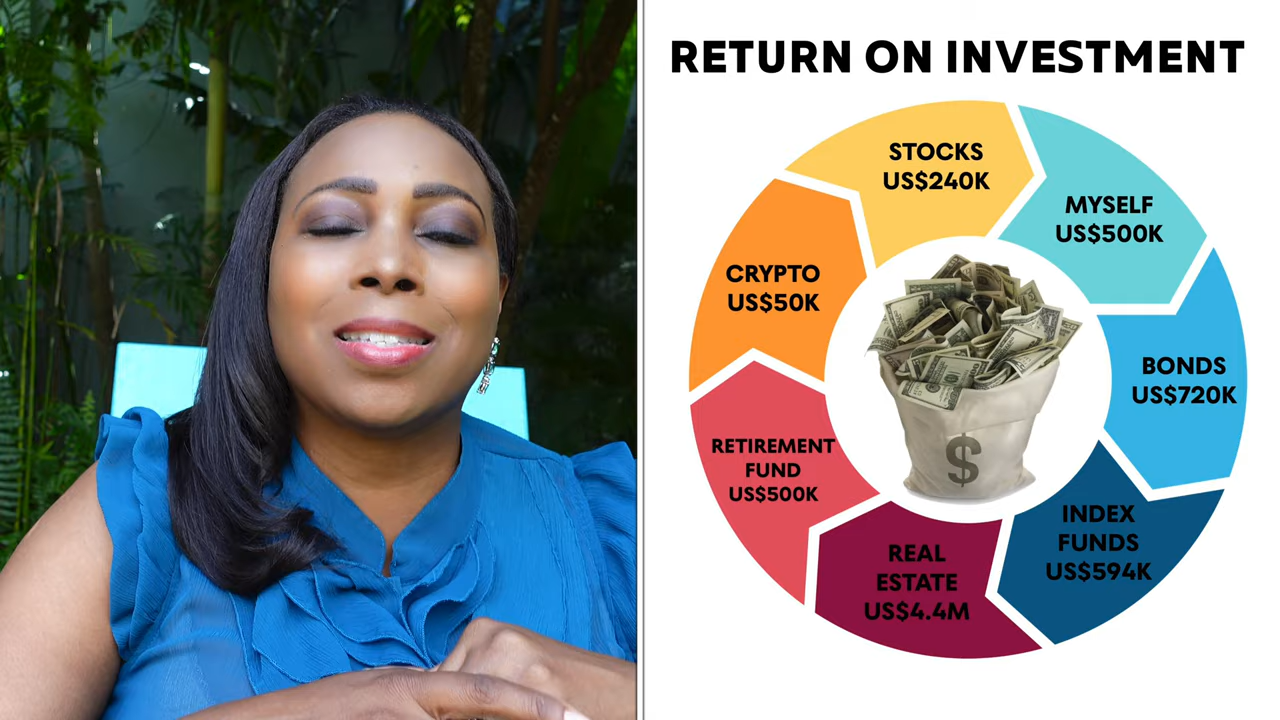 RETURN ON INVESTMENT
STOCKS
US$240K
MYSELF
US$500K
BONDS
US$720K
INDEX
FUNDS
US$594K
REAL
ESTATE
US$4.4M
RETIREMENT
FUND
US$500K
CRYPTO
US$50K
$